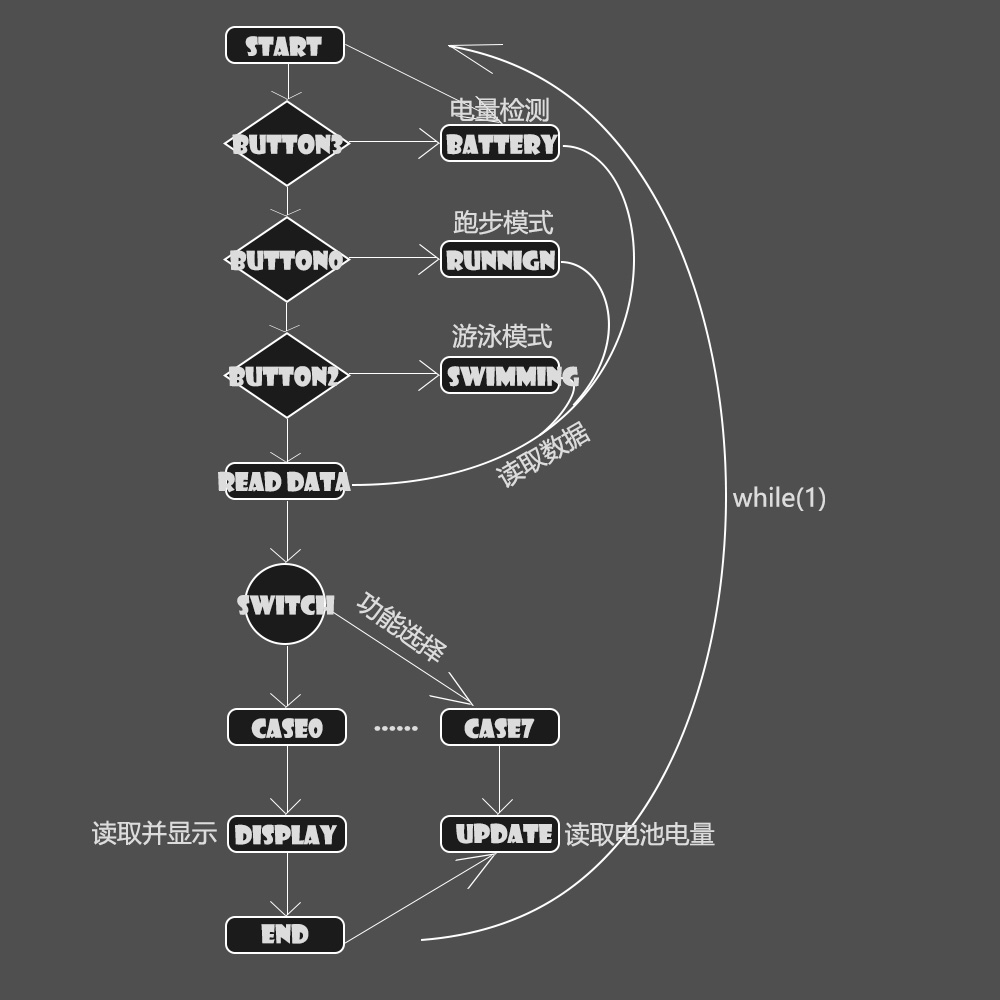 START
电量检测
BUTTON3
BATTERY
跑步模式
BUTTON0
RUNNIGN
游泳模式
BUTTON2
SWIMMING
读取数据
READ DATA
while(1)
SWITCH
功能选择
CASE0
······
CASE7
读取并显示
DISPLAY
UPDATE
读取电池电量
END